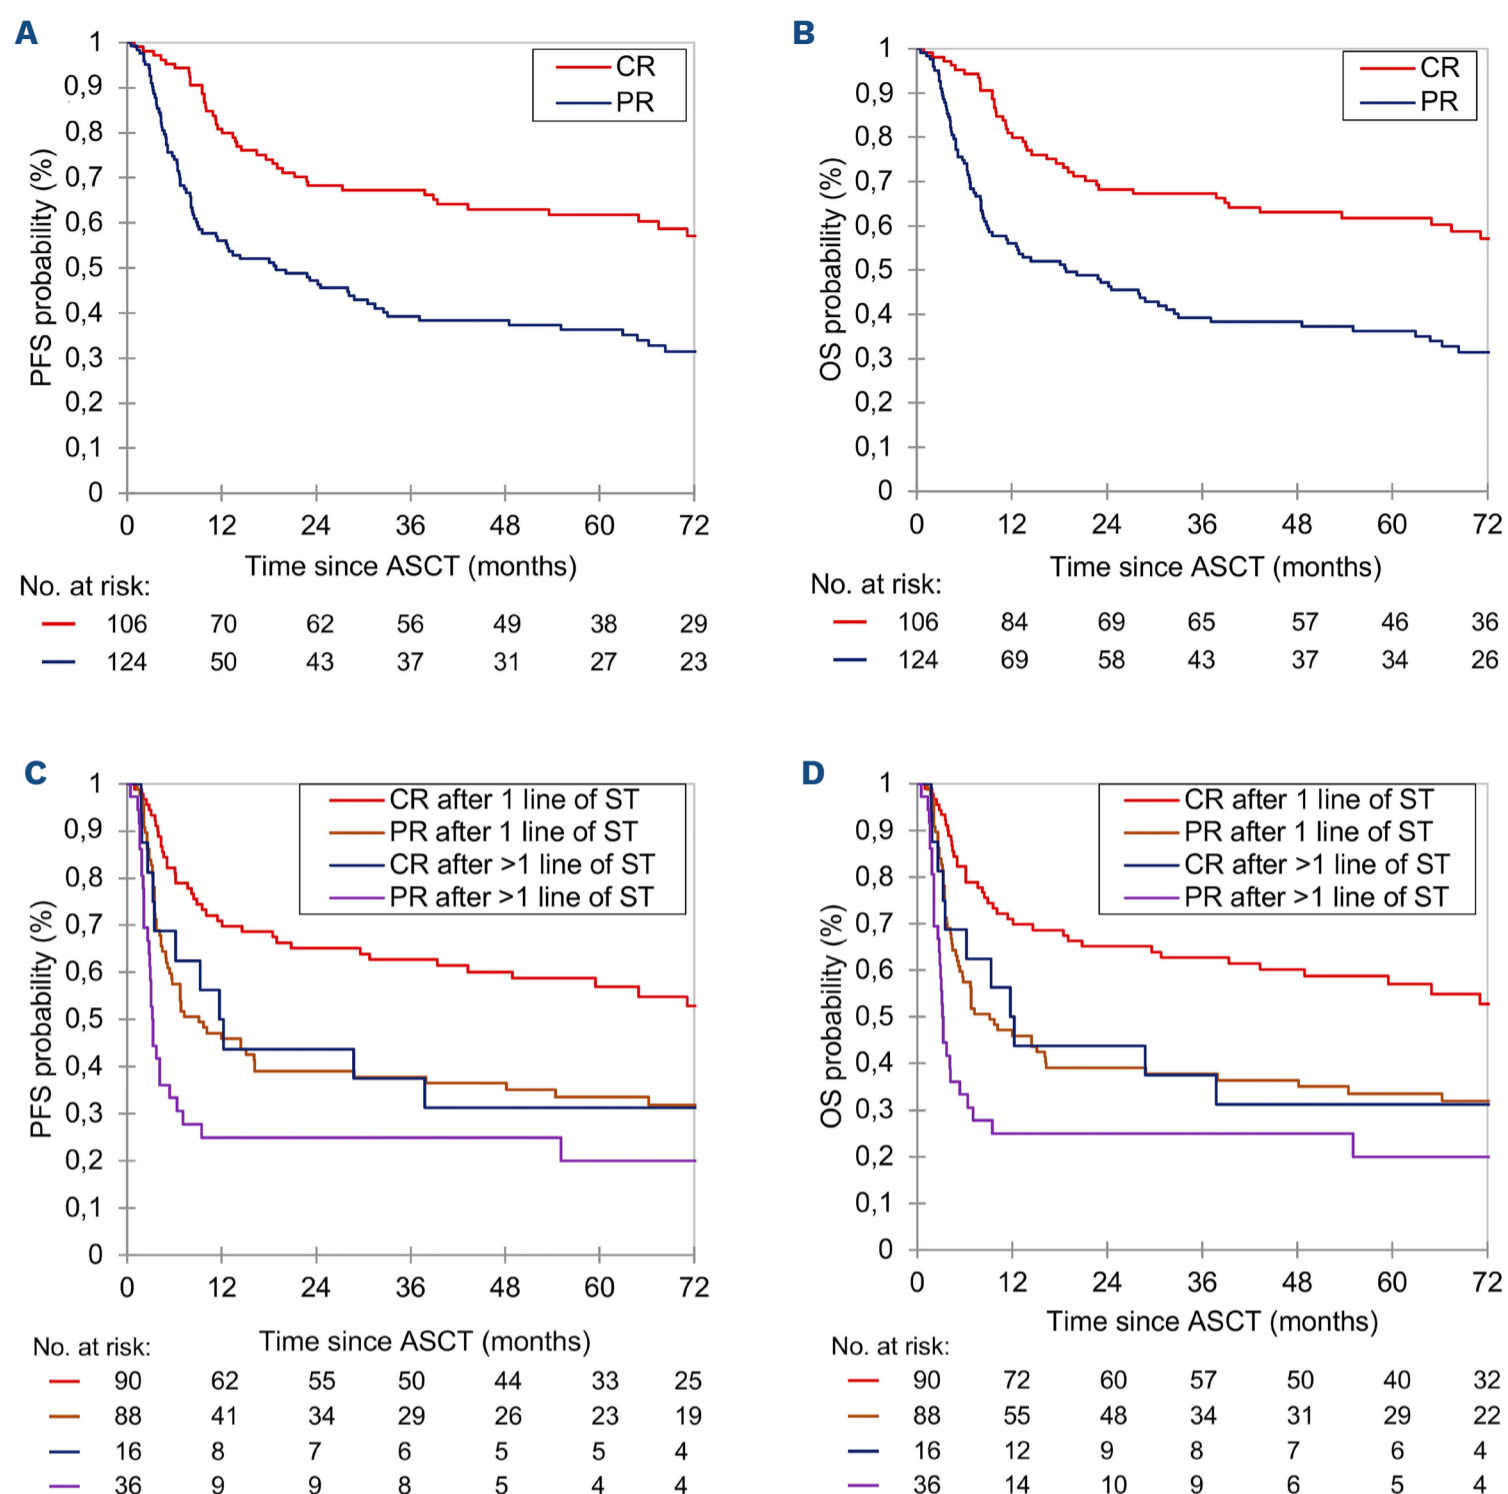 A
PFS probability (%)
1
0,9
0,8
0,7
0,6
0,5
0,4
0,3
0,2
0,1
0
CR
PR
0 12 24 36 48 60 72
Time since ASCT (months)
No. at risk:
106 70 62 56 49 38 29
124 50 43 37 31 27 23
B
OS probability (%)
1
0,9
0,8
0,7
0,6
0,5
0,4
0,3
0,2
0,1
0
CR
PR
0 12 24 36 48 60 72
Time since ASCT (months)
No. at risk:
106 84 69 65 57 46 36
124 69 58 43 37 34 26
C
PFS probability (%)
1
0,9
0,8
0,7
0,6
0,5
0,4
0,3
0,2
0,1
0
CR after 1 line of ST
PR after 1 line of ST
CR after >1 line of ST
PR after >1 line of ST
0 12 24 36 48 60 72
Time since ASCT (months)
No. at risk:
90 62 55 50 44 33 25
88 41 34 29 26 23 19
16 8 7 6 5 5 4
36 9 9 8 5 4 4
D
OS probability (%)
1
0,9
0,8
0,7
0,6
0,5
0,4
0,3
0,2
0,1
0
CR after 1 line of ST
PR after 1 line of ST
CR after >1 line of ST
PR after >1 line of ST
0 12 24 36 48 60 72
Time since ASCT (months)
No. at risk:
90 72 60 57 50 40 32
88 55 48 34 31 29 22
16 12 9 8 7 6 4
36 14 10 9 6 5 4